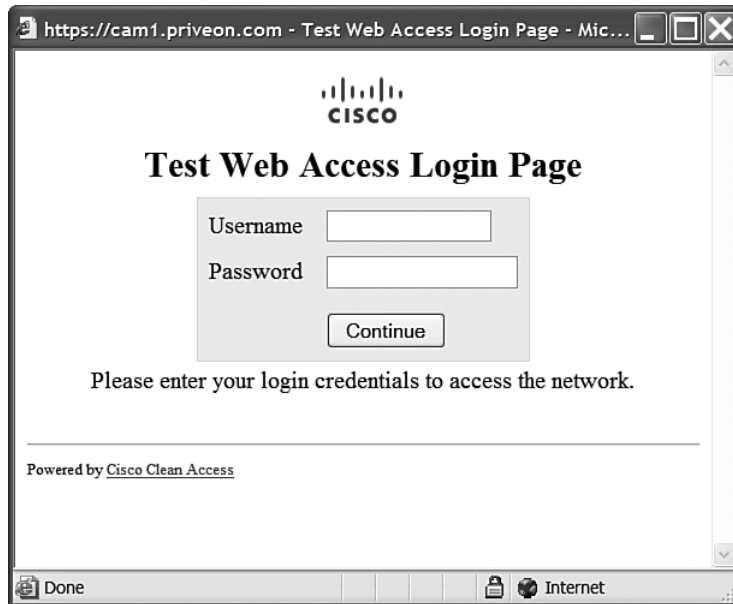 https://cam1.priveon.com - Test Web Access Login Page - Mic...
CISCO
Test Web Access Login Page
Username
Password
Continue
Please enter your login credentials to access the network.
Powered by Cisco Clean Access
Done
Internet